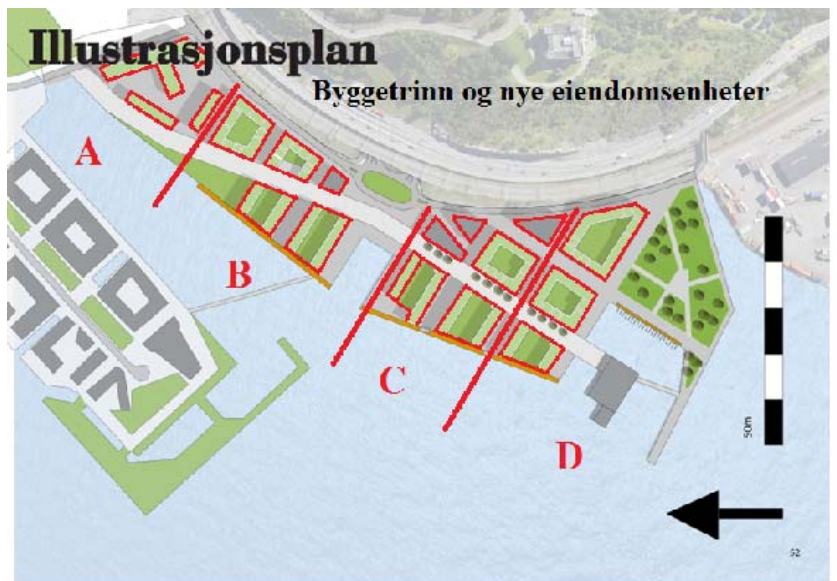 Illustrasjonsplan
Byggetrinn og nye eiendomsenheter
A
B
C
D
50m
52